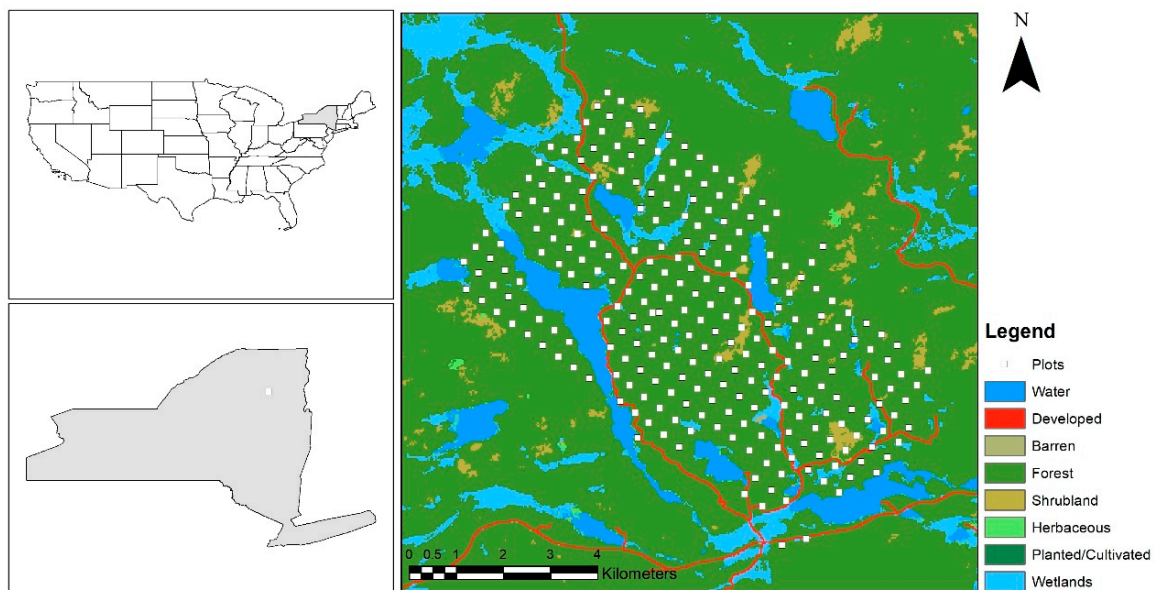 N
Legend
Plots
Water
Developed
Barren
Forest
Shrubland
Herbaceous
Planted/Cultivated
Wetlands
0 0.5 1 2 3 4
Kilometers